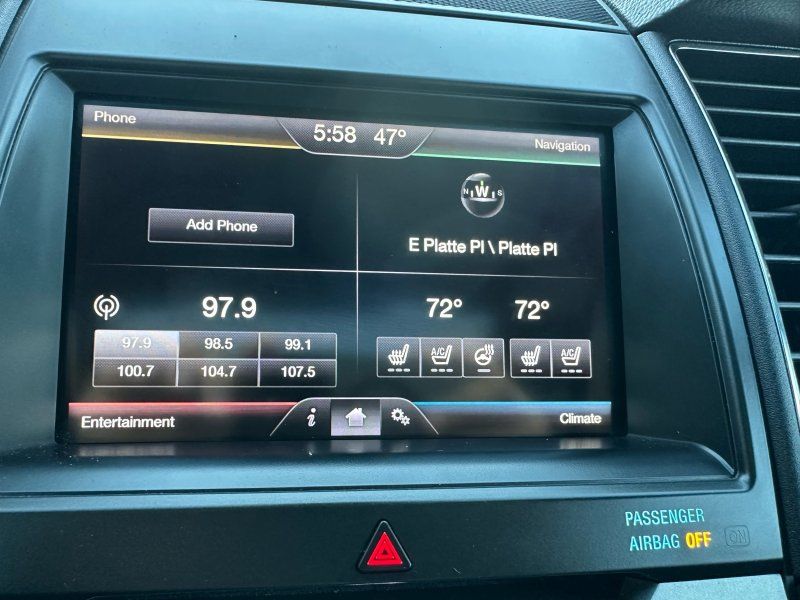 Phone
5:58 47°
Navigation
N W S
Add Phone
E Platte Pl \ Platte Pl
97.9
72° 72°
97.9 98.5 99.1
100.7 104.7 107.5
A/C A/C
Entertainment
i
Climate
PASSENGER
AIRBAG OFF ON